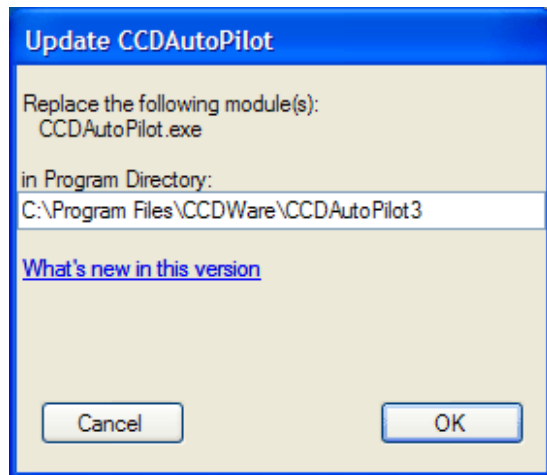 Update CCDAutoPilot
Replace the following module(s):
CCDAutoPilot.exe
in Program Directory:
C:\Program Files\CCDWare\CCDAutoPilot3
What's new in this version
Cancel
OK